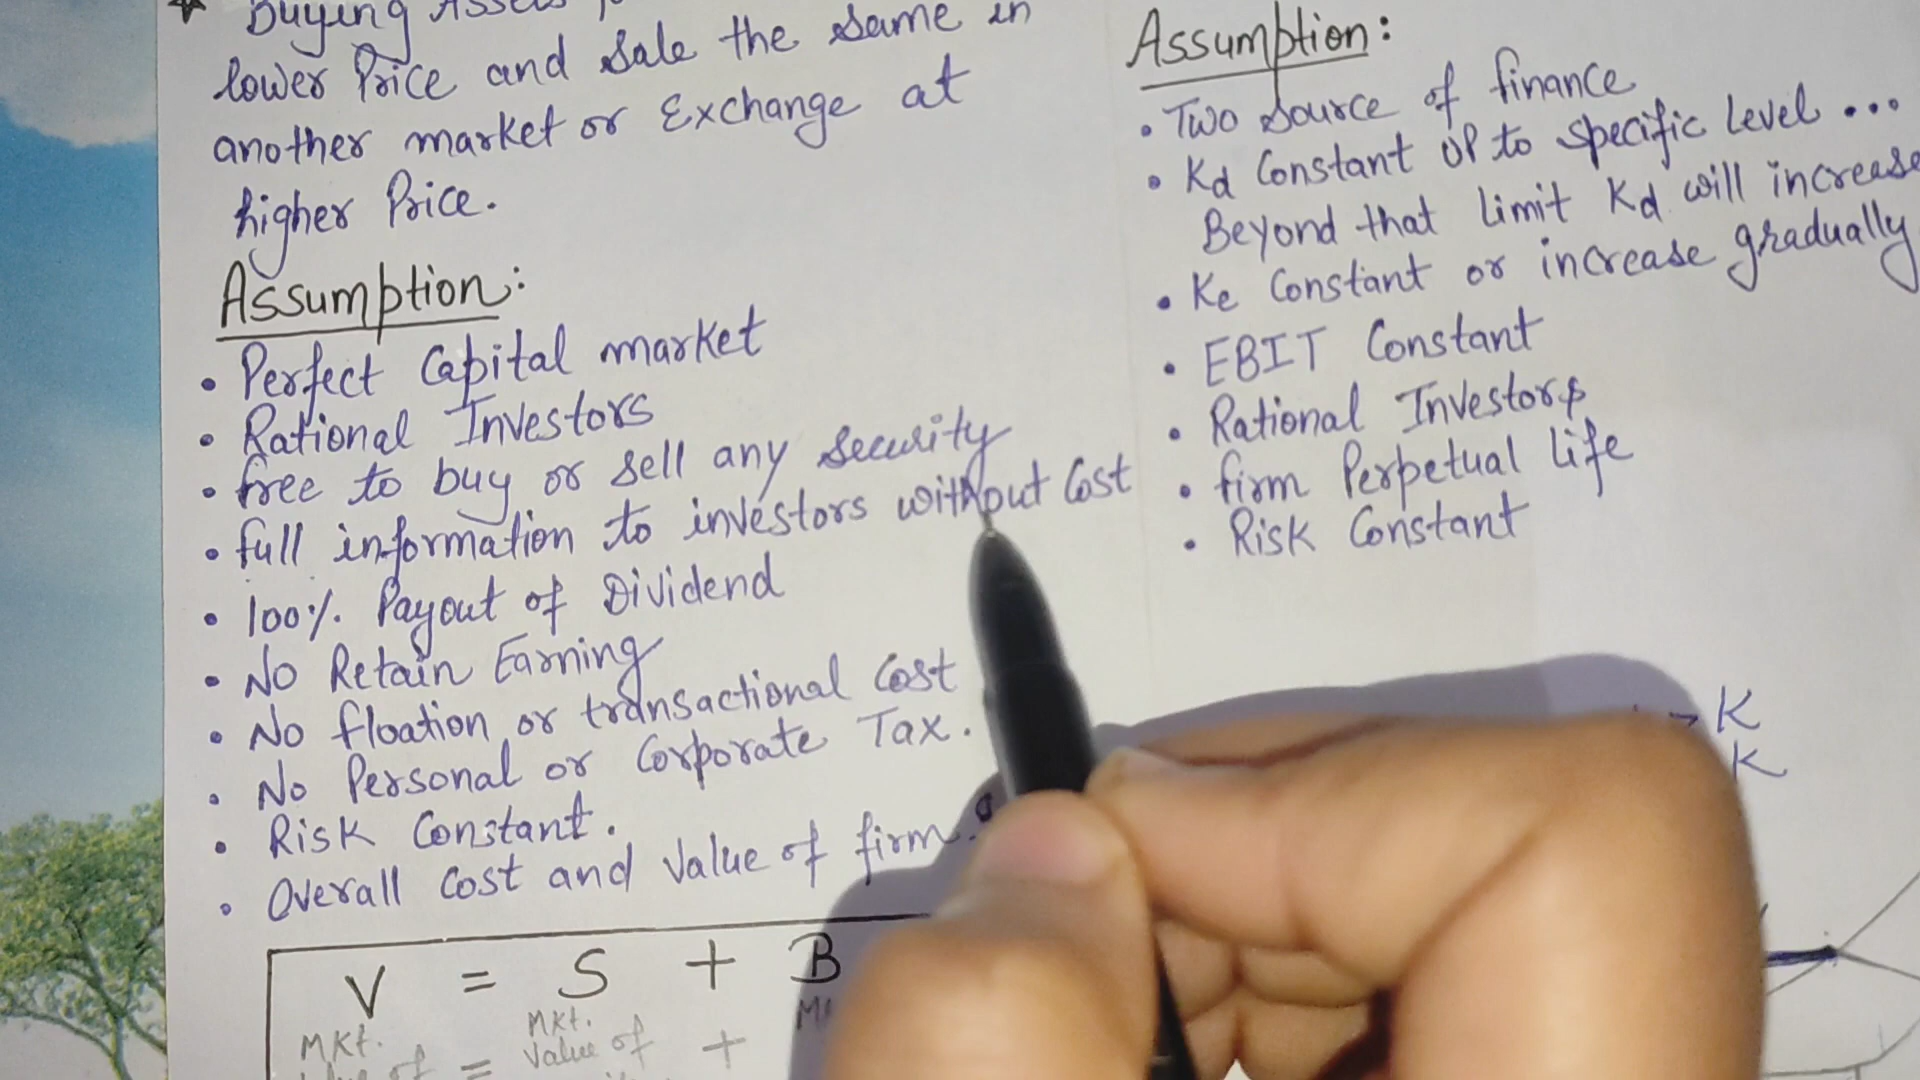 Buying Assets
lower Price and Sale the same in
another market or Exchange at
higher Price.
Assumption:
• Perfect Capital market
• Rational Investors
• free to buy or sell any security
• full information to investors without Cost
• 100%. Payout of Dividend
• No Retain Earning
• No floation or transactional Cost
• No Personal or Corporate Tax.
• Risk Constant.
• Overall Cost and Value of firm.
V = S + B
Mkt. Mkt.
of = Value of +
Assumption:
• Two Source of finance
• Kd Constant UP to Specific Level ...
Beyond that Limit Kd will increase
• Ke Constant or increase gradually
• EBIT Constant
• Rational Investors
• firm Perpetual Life
• Risk Constant
K
K